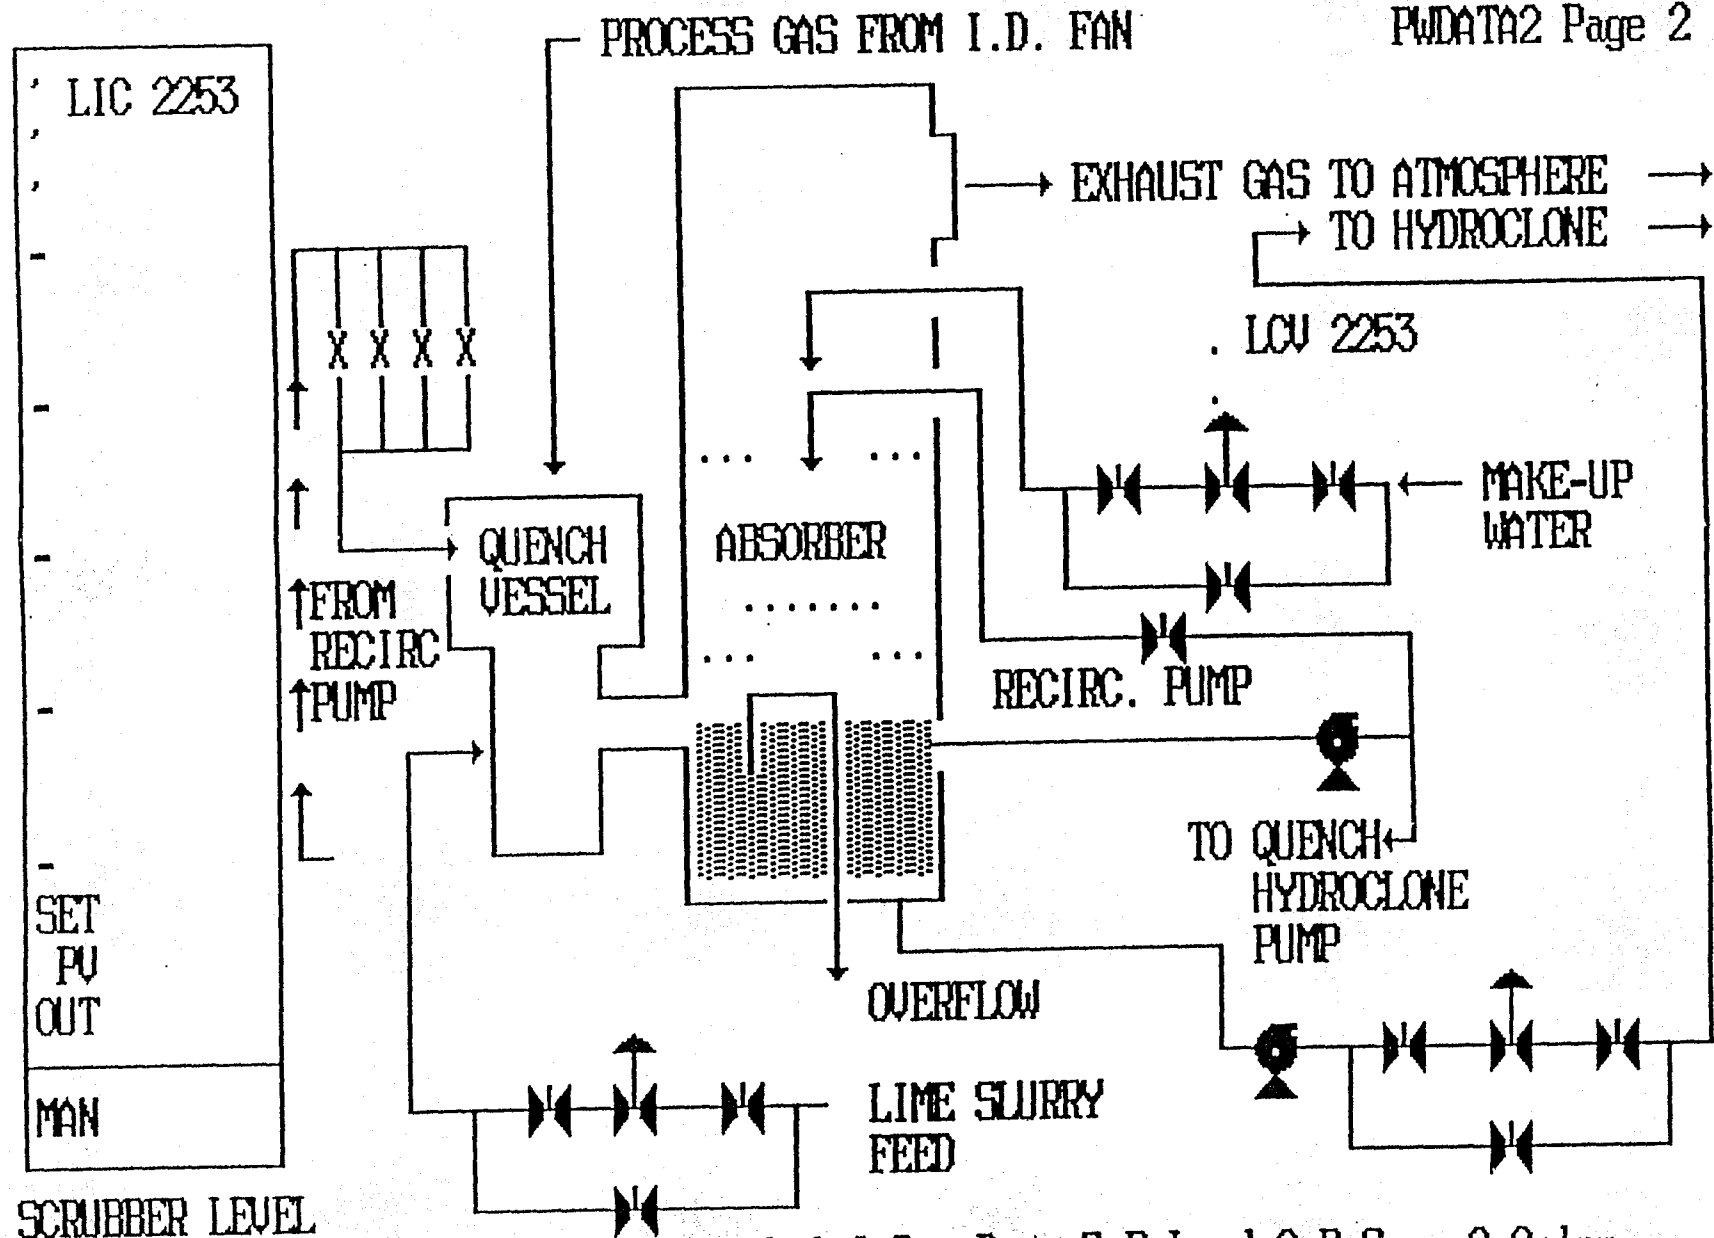 PROCESS GAS FROM I.D. FAN
PWDATA2 Page 2
LIC 2253
EXHAUST GAS TO ATMOSPHERE
TO HYDROCLONE
LCV 2253
X X X X
MAKE-UP
WATER
QUENCH
VESSEL
ABSORBER
FROM
RECIRC
PUMP
RECIRC. PUMP
TO QUENCH
HYDROCLONE
PUMP
SET
PV
OUT
OVERFLOW
MAN
LIME SLURRY
FEED
SCRUBBER LEVEL